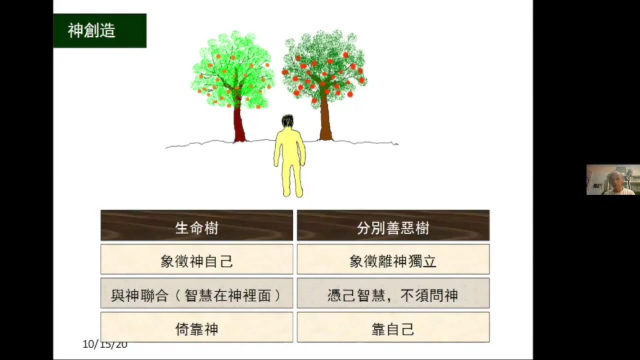 神創造
生命樹 分別善惡樹
象徵神自己 象徵離神獨立
與神聯合（智慧在神裡面） 憑己智慧，不須問神
倚靠神 靠自己
10/15/20